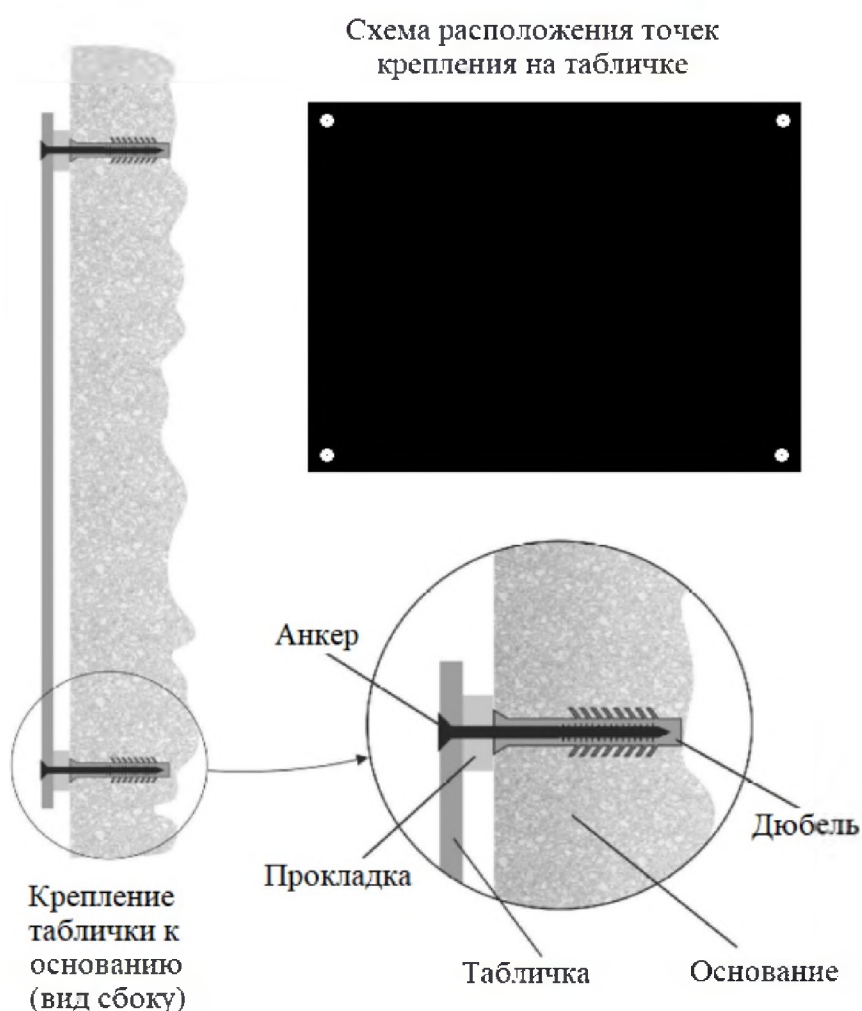 Схема расположения точек
крепления на табличке
Анкер
Дюбель
Прокладка
Крепление
таблички к
основанию
(вид сбоку)
Табличка
Основание